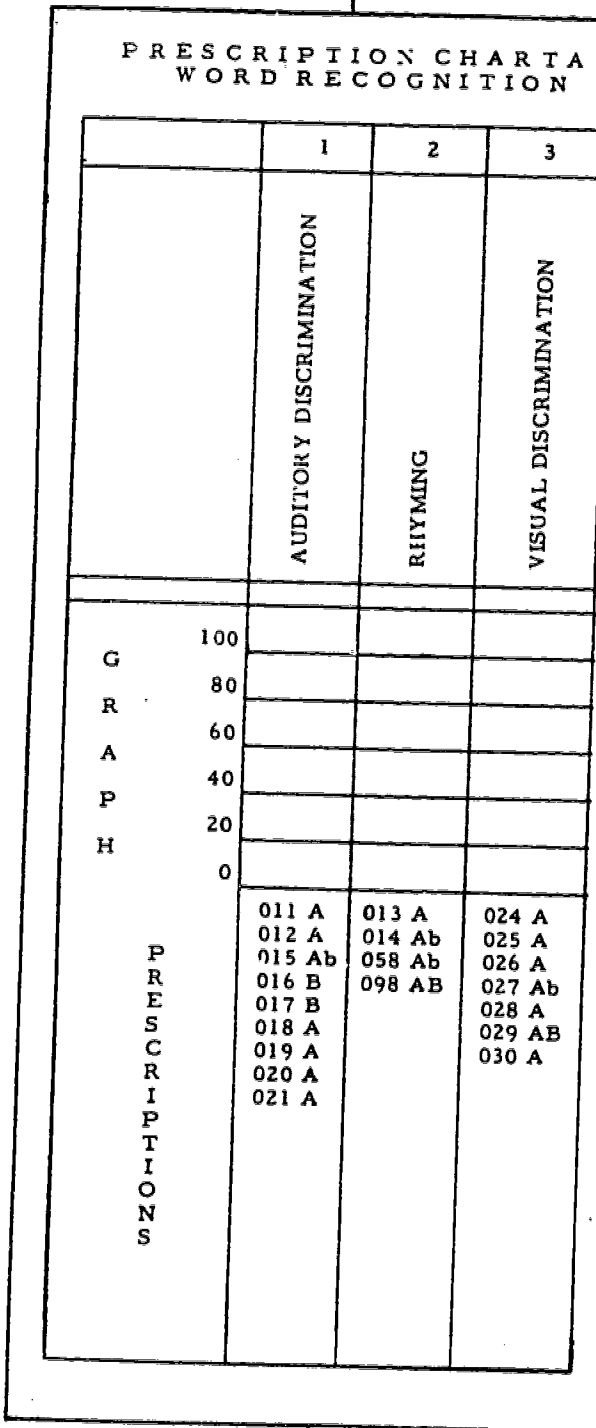 PRESCRIPTION CHART A
WORD RECOGNITION
1 2 3
AUDITORY DISCRIMINATION
RHYMING
VISUAL DISCRIMINATION
GRAPH
100
80
60
40
20
0
PRESCRIPTIONS
011 A 013 A 024 A
012 A 014 Ab 025 A
015 Ab 058 Ab 026 A
016 B 098 AB 027 Ab
017 B 028 A
018 A 029 AB
019 A 030 A
020 A
021 A